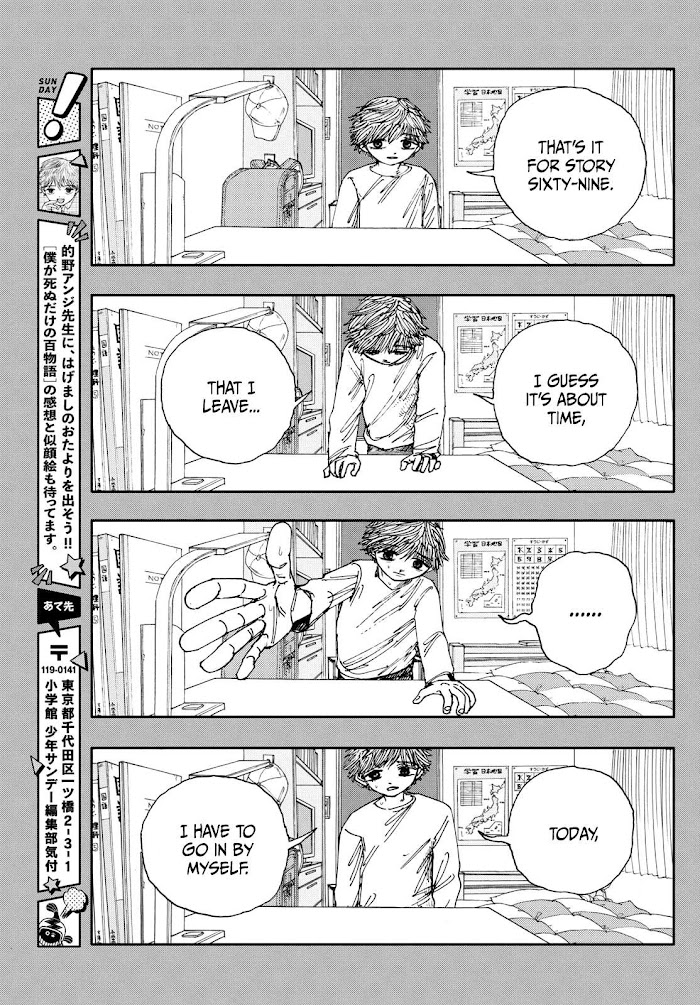 THAT'S IT
FOR STORY
SIXTY-NINE.
I GUESS
IT'S ABOUT
TIME,
THAT I
LEAVE...
......
TODAY,
I HAVE TO
GO IN BY
MYSELF.
SUN
DAY
的野アンジ先生に、はげましのおたよりを出そう!!
[僕が死ぬだけの百物語]の感想と似顔絵も待ってます。
あて先
〒
119-0141
東京都千代田区一ツ橋2-3-1
小学館 少年サンデー編集部気付